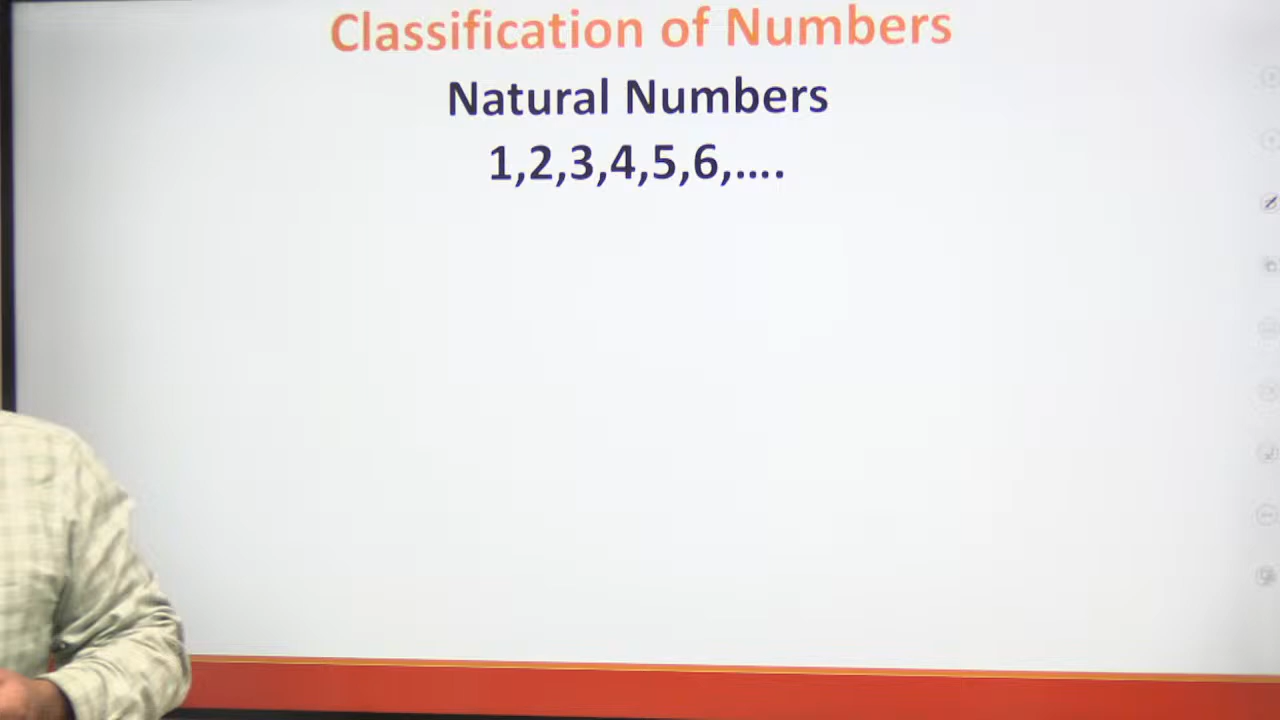 Classification of Numbers
Natural Numbers
1,2,3,4,5,6,....